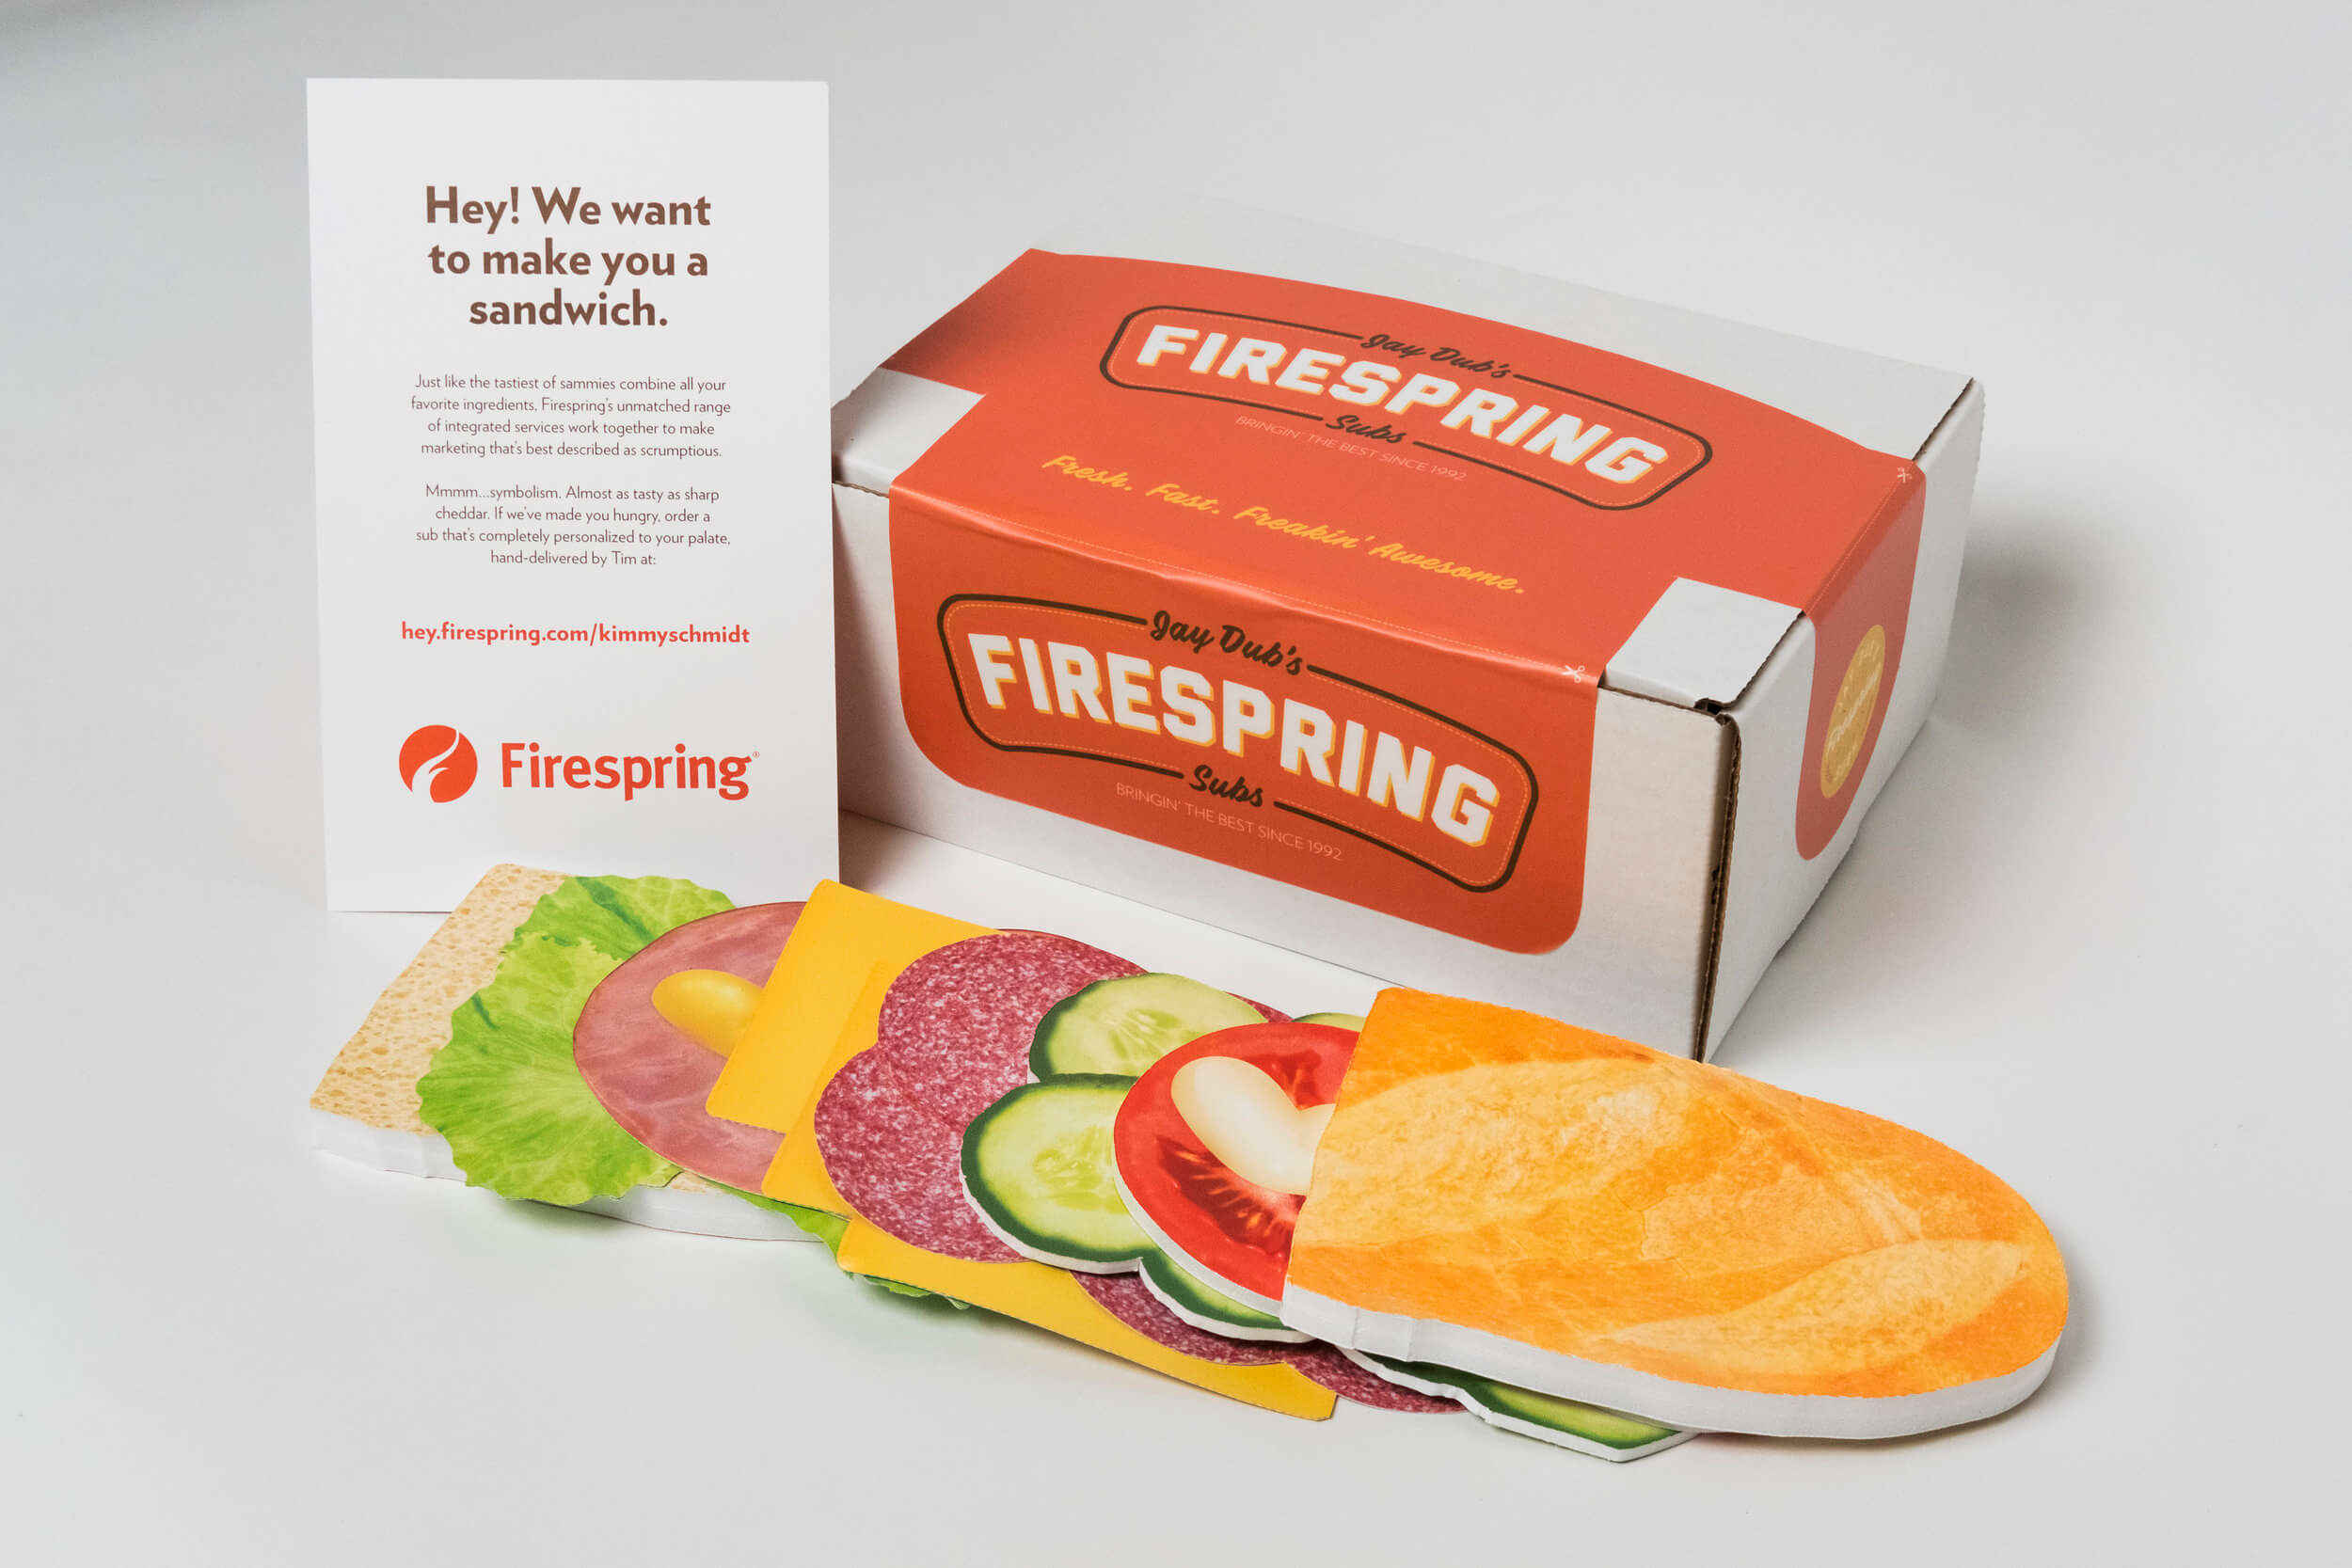 Hey! We want
to make you a
sandwich.
Just like the tastiest of sammies combine all your
favorite ingredients, Firespring's unmatched range
of integrated services work together to make
marketing that's best described as scrumptious.
Mmmm...symbolism. Almost as tasty as sharp
cheddar. If we've made you hungry, order a
sub that's completely personalized to your palate,
hand-delivered by Tim at:
hey.firespring.com/kimmyschmidt
Firespring®
Jay Dub's
FIRESPRING
Subs
BRINGIN' THE BEST SINCE 1992
Fresh. Fast. Freakin' Awesome.
Jay Dub's
FIRESPRING
Subs
BRINGIN' THE BEST SINCE 1992